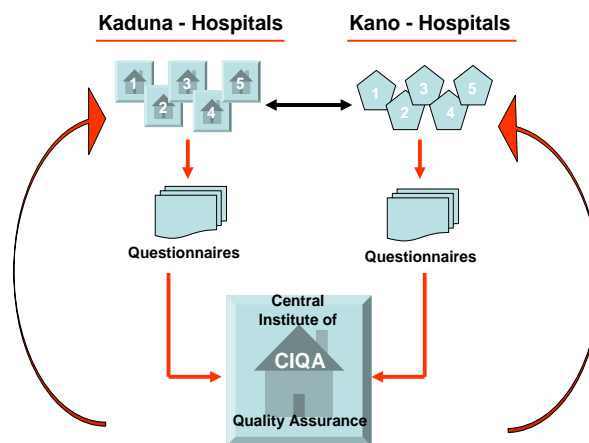 Kaduna - Hospitals
Kano - Hospitals
1
2
3
4
5
1
2
3
4
5
Questionnaires
Questionnaires
Central
Institute of
CIQA
Quality Assurance